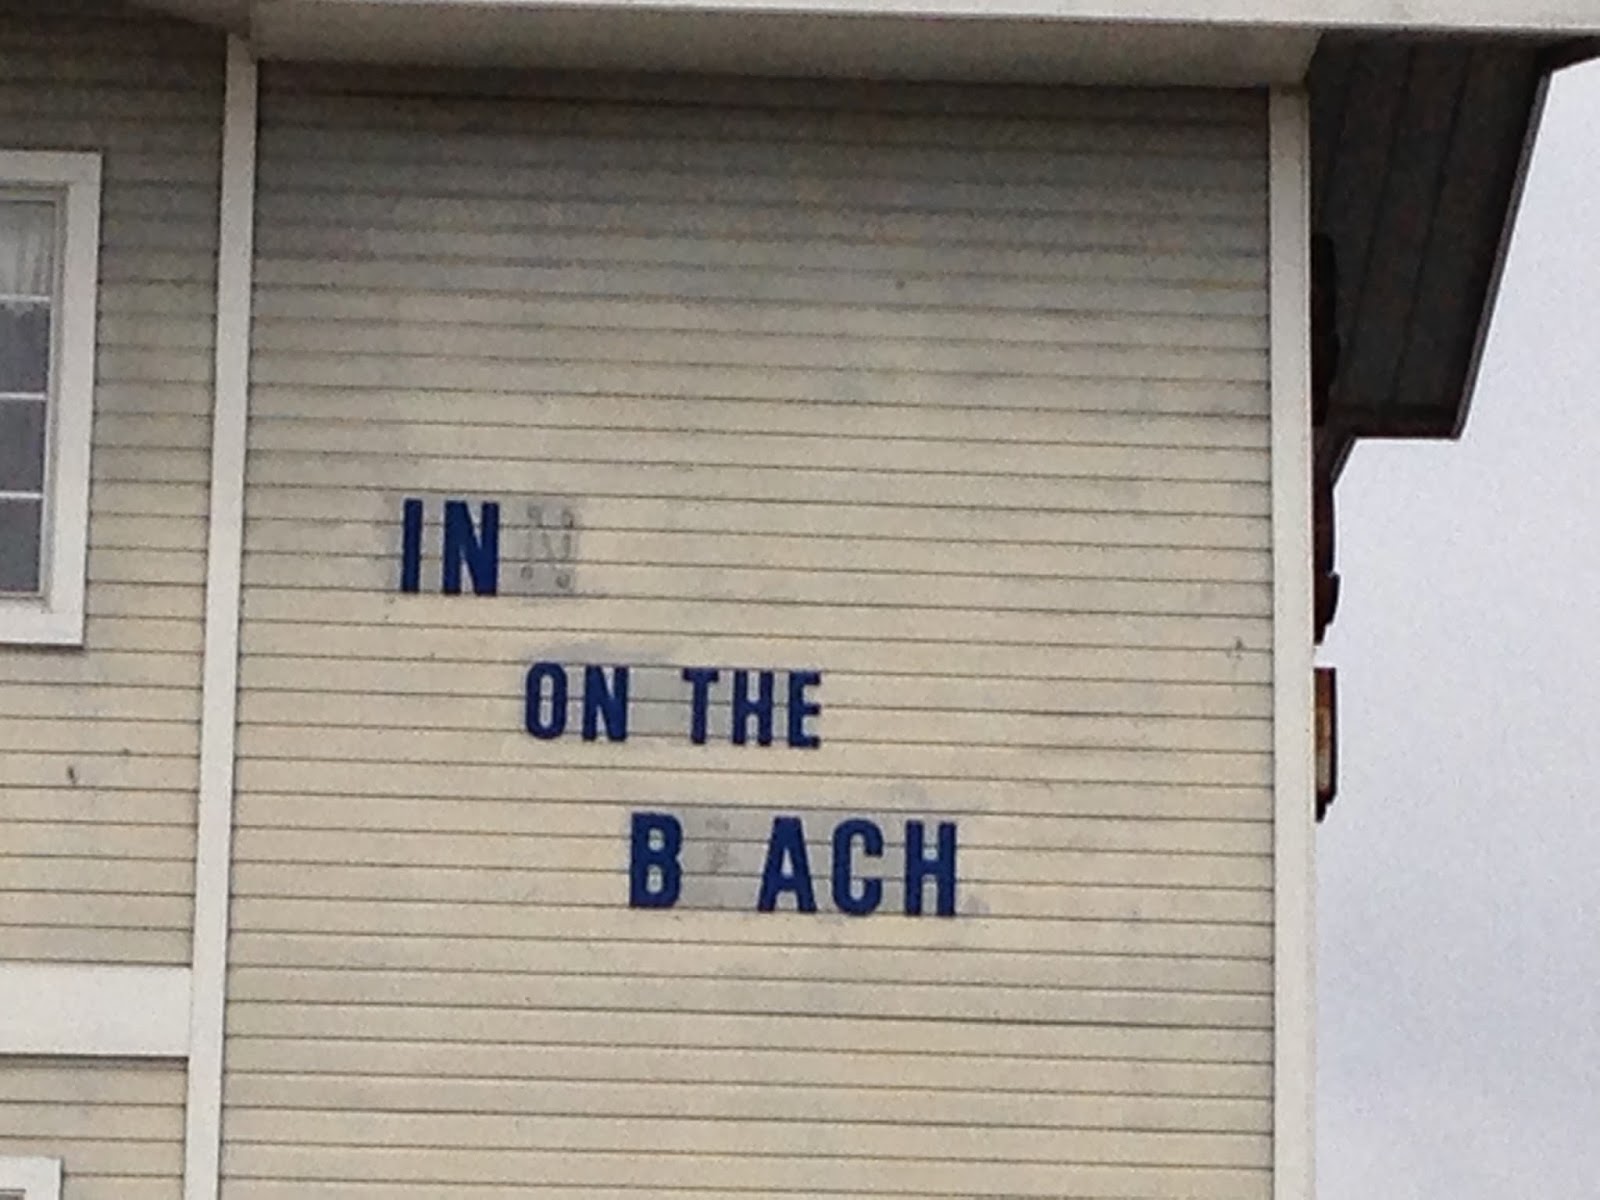 IN
ON THE
B ACH